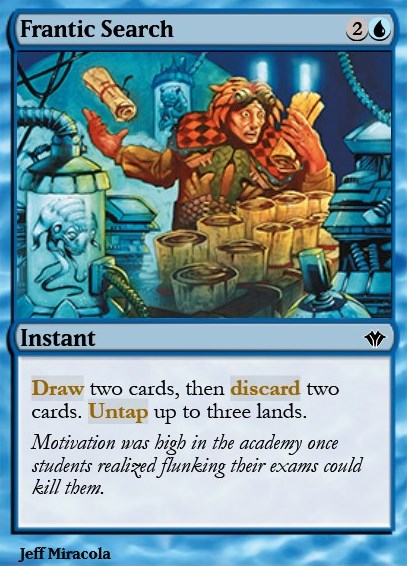 Frantic Search 2
Instant
Draw two cards, then discard two
cards. Untap up to three lands.
Motivation was high in the academy once
students realized flunking their exams could
kill them.
Jeff Miracola